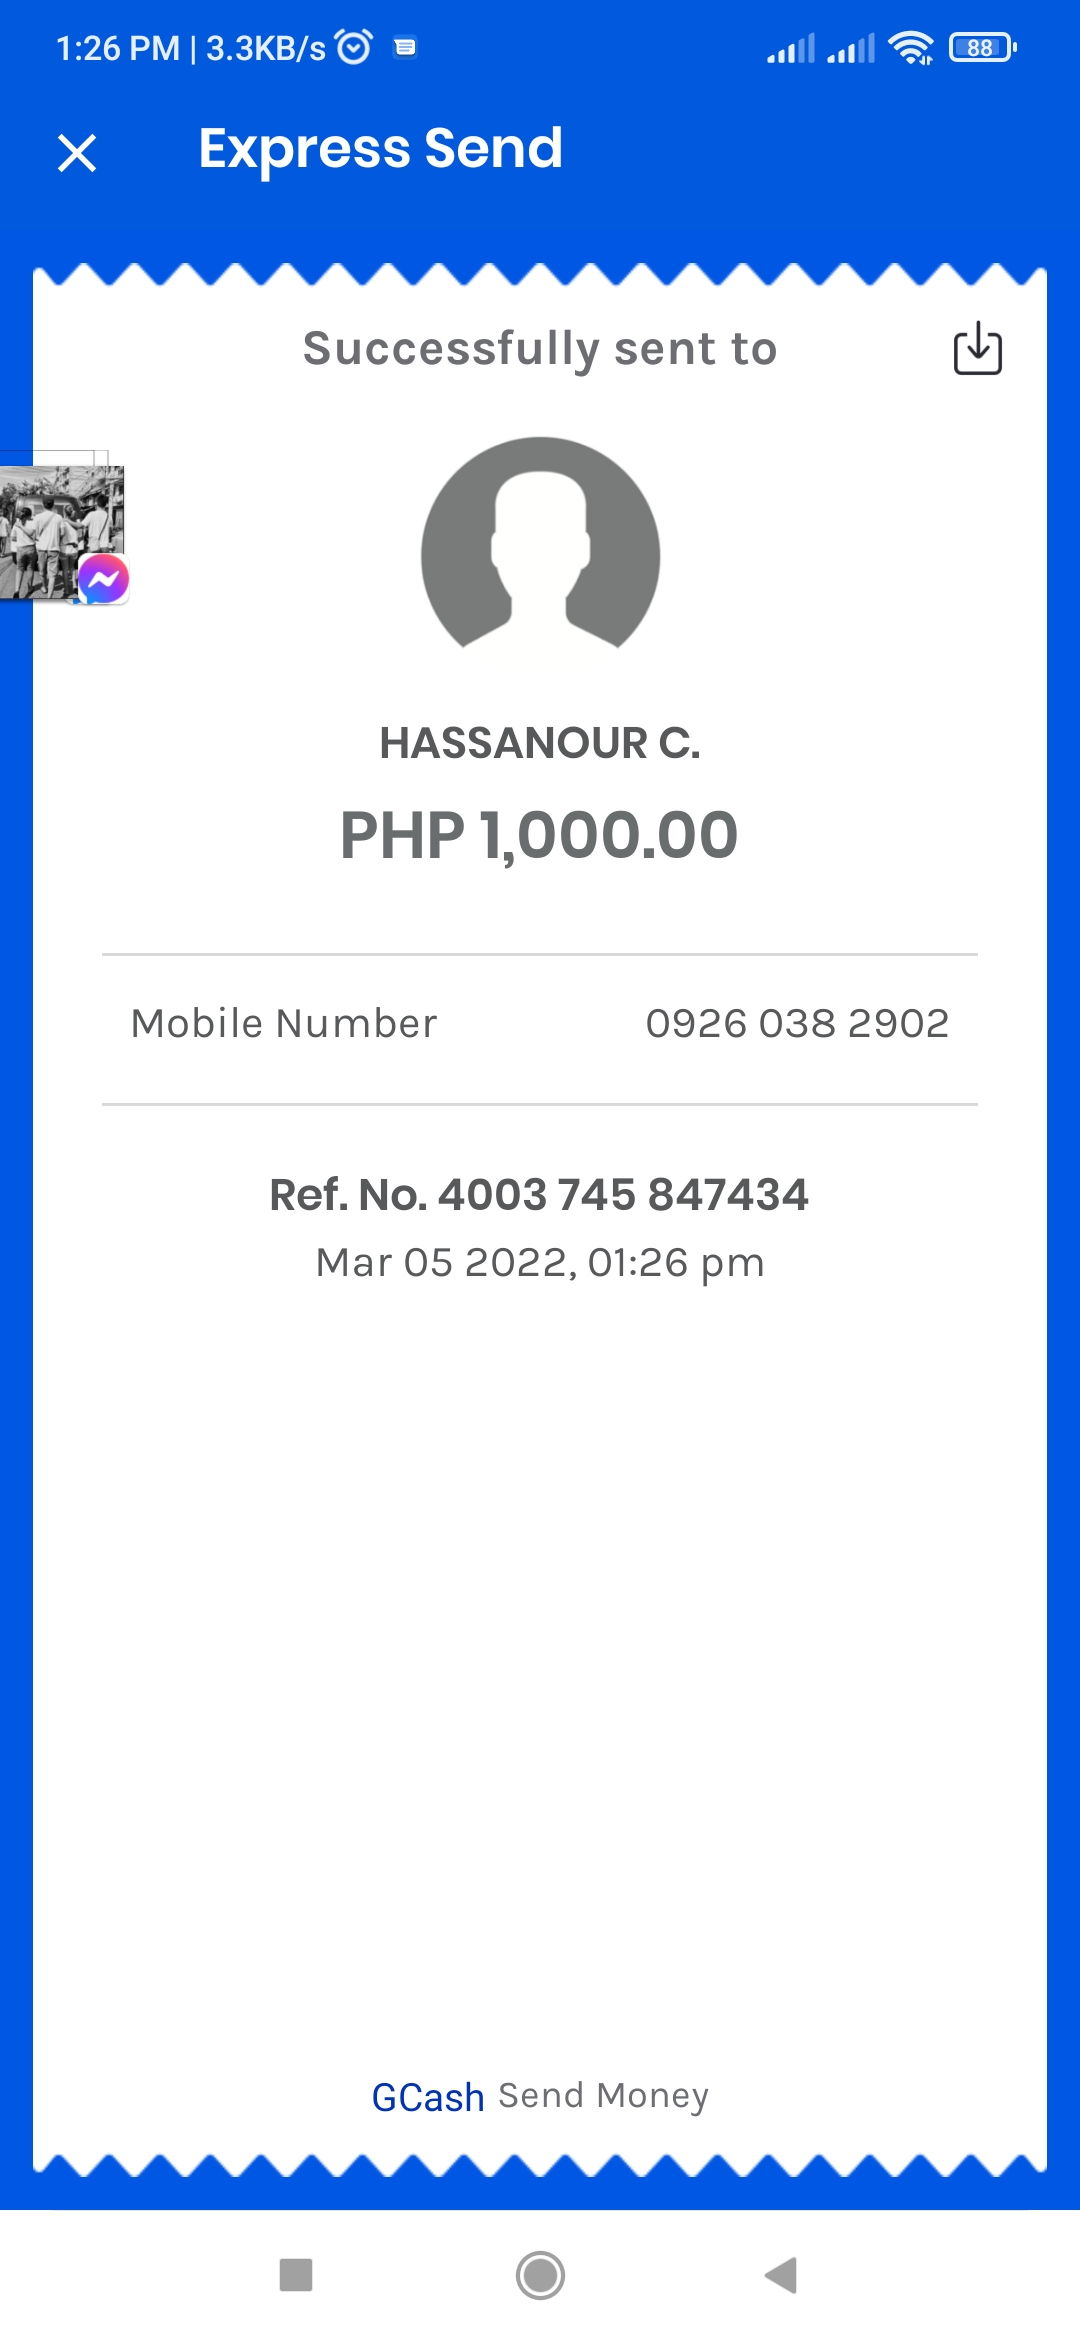 1:26 PM | 3.3KB/s
88
Express Send
Successfully sent to
HASSANOUR C.
PHP 1,000.00
Mobile Number 0926 038 2902
Ref. No. 4003 745 847434
Mar 05 2022, 01:26 pm
GCash Send Money